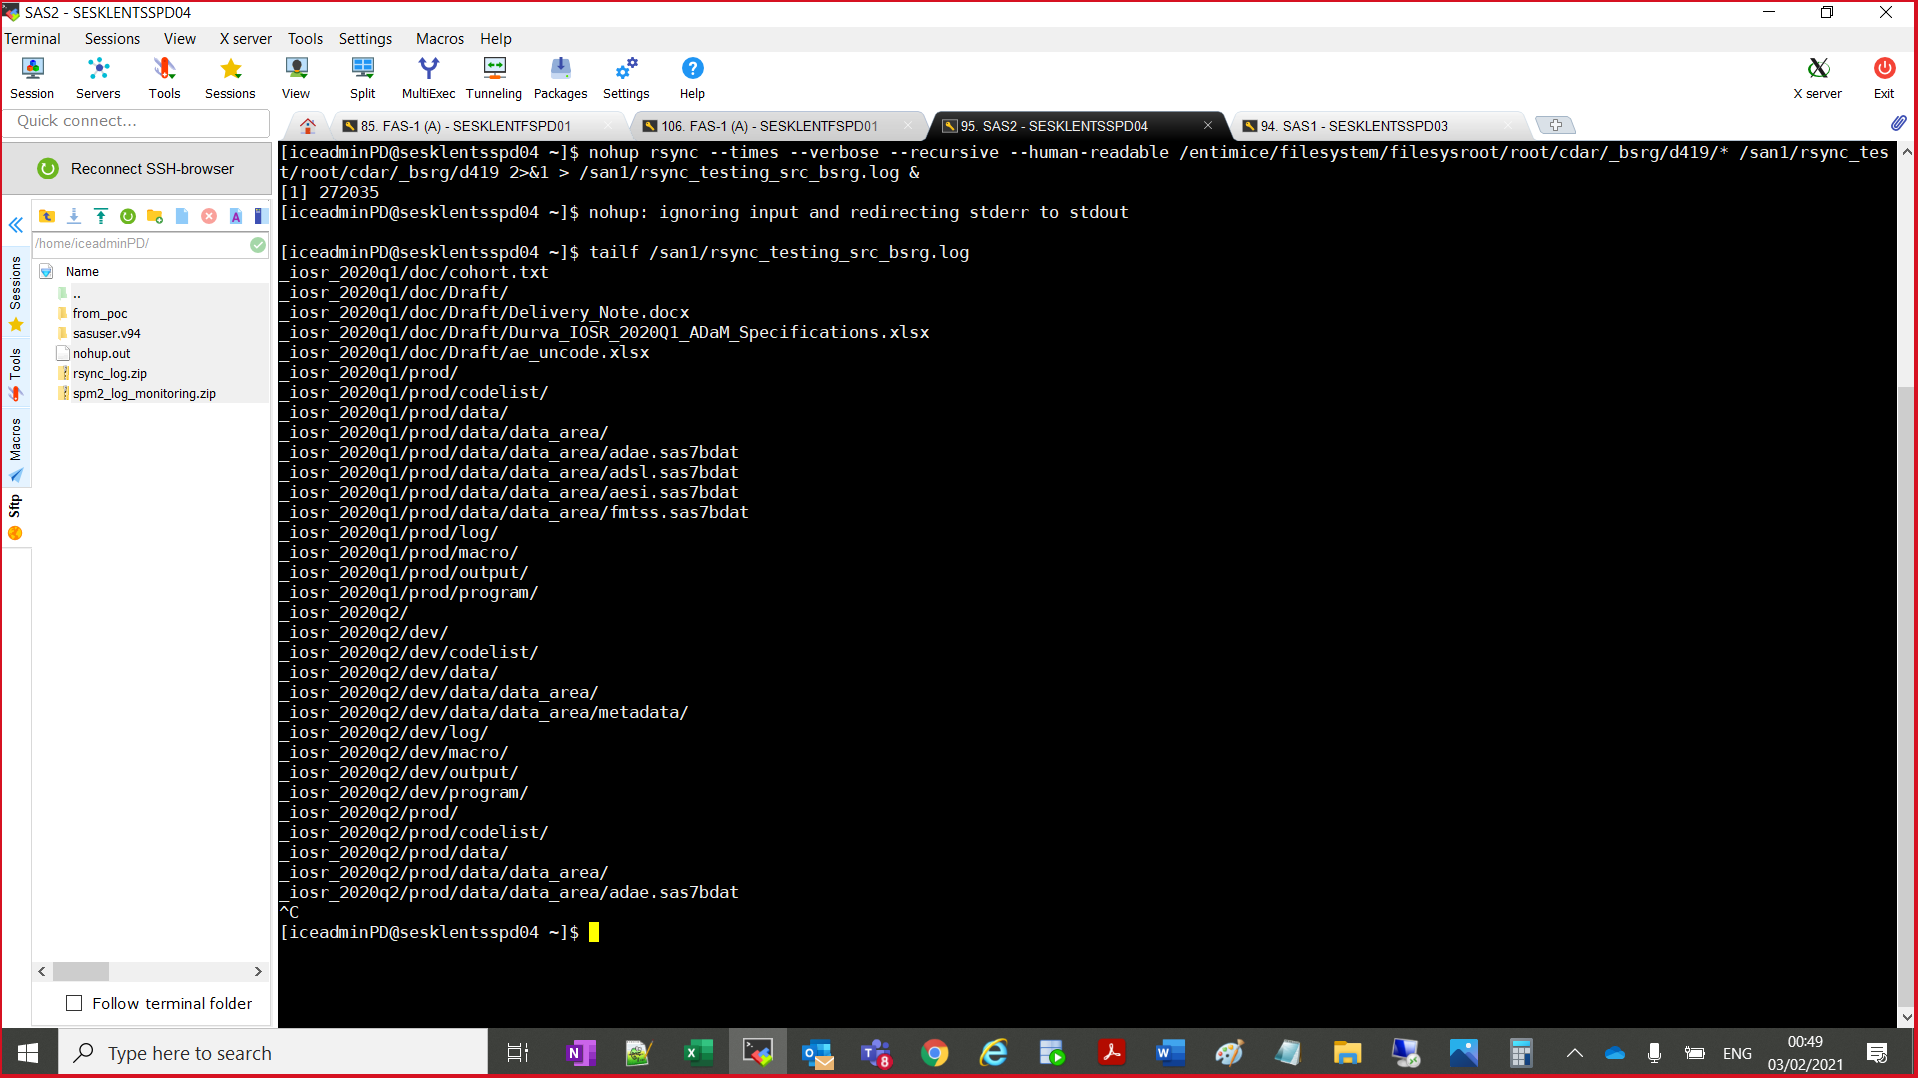 SAS2 - SESKLENTSSPD04
Terminal Sessions View X server Tools Settings Macros Help
Session Servers Tools Sessions View Split MultiExec Tunneling Packages Settings Help X server Exit
Quick connect...
85. FAS-1 (A) - SESKLENTFSPD01
106. FAS-1 (A) - SESKLENTFSPD01
95. SAS2 - SESKLENTSSPD04
94. SAS1 - SESKLENTSSPD03
Reconnect SSH-browser
/home/iceadminPD/
Name
..
from_poc
sasuser.v94
nohup.out
rsync_log.zip
spm2_log_monitoring.zip
Sessions
Tools
Macros
Sftp
Follow terminal folder
[iceadminPD@sesklentsspd04 ~]$ nohup rsync --times --verbose --recursive --human-readable /entimice/filesystem/filesysroot/root/cdar/_bsrg/d419/* /san1/rsync_tes
t/root/cdar/_bsrg/d419 2>&1 > /san1/rsync_testing_src_bsrg.log &
[1] 272035
[iceadminPD@sesklentsspd04 ~]$ nohup: ignoring input and redirecting stderr to stdout
[iceadminPD@sesklentsspd04 ~]$ tailf /san1/rsync_testing_src_bsrg.log
_iosr_2020q1/doc/cohort.txt
_iosr_2020q1/doc/Draft/
_iosr_2020q1/doc/Draft/Delivery_Note.docx
_iosr_2020q1/doc/Draft/Durva_IOSR_2020Q1_ADaM_Specifications.xlsx
_iosr_2020q1/doc/Draft/ae_uncode.xlsx
_iosr_2020q1/prod/
_iosr_2020q1/prod/codelist/
_iosr_2020q1/prod/data/
_iosr_2020q1/prod/data/data_area/
_iosr_2020q1/prod/data/data_area/adae.sas7bdat
_iosr_2020q1/prod/data/data_area/adsl.sas7bdat
_iosr_2020q1/prod/data/data_area/aesi.sas7bdat
_iosr_2020q1/prod/data/data_area/fmtss.sas7bdat
_iosr_2020q1/prod/log/
_iosr_2020q1/prod/macro/
_iosr_2020q1/prod/output/
_iosr_2020q1/prod/program/
_iosr_2020q2/
_iosr_2020q2/dev/
_iosr_2020q2/dev/codelist/
_iosr_2020q2/dev/data/
_iosr_2020q2/dev/data/data_area/
_iosr_2020q2/dev/data/data_area/metadata/
_iosr_2020q2/dev/log/
_iosr_2020q2/dev/macro/
_iosr_2020q2/dev/output/
_iosr_2020q2/dev/program/
_iosr_2020q2/prod/
_iosr_2020q2/prod/codelist/
_iosr_2020q2/prod/data/
_iosr_2020q2/prod/data/data_area/
_iosr_2020q2/prod/data/data_area/adae.sas7bdat
^C
[iceadminPD@sesklentsspd04 ~]$
Type here to search
8
ENG
00:49
03/02/2021